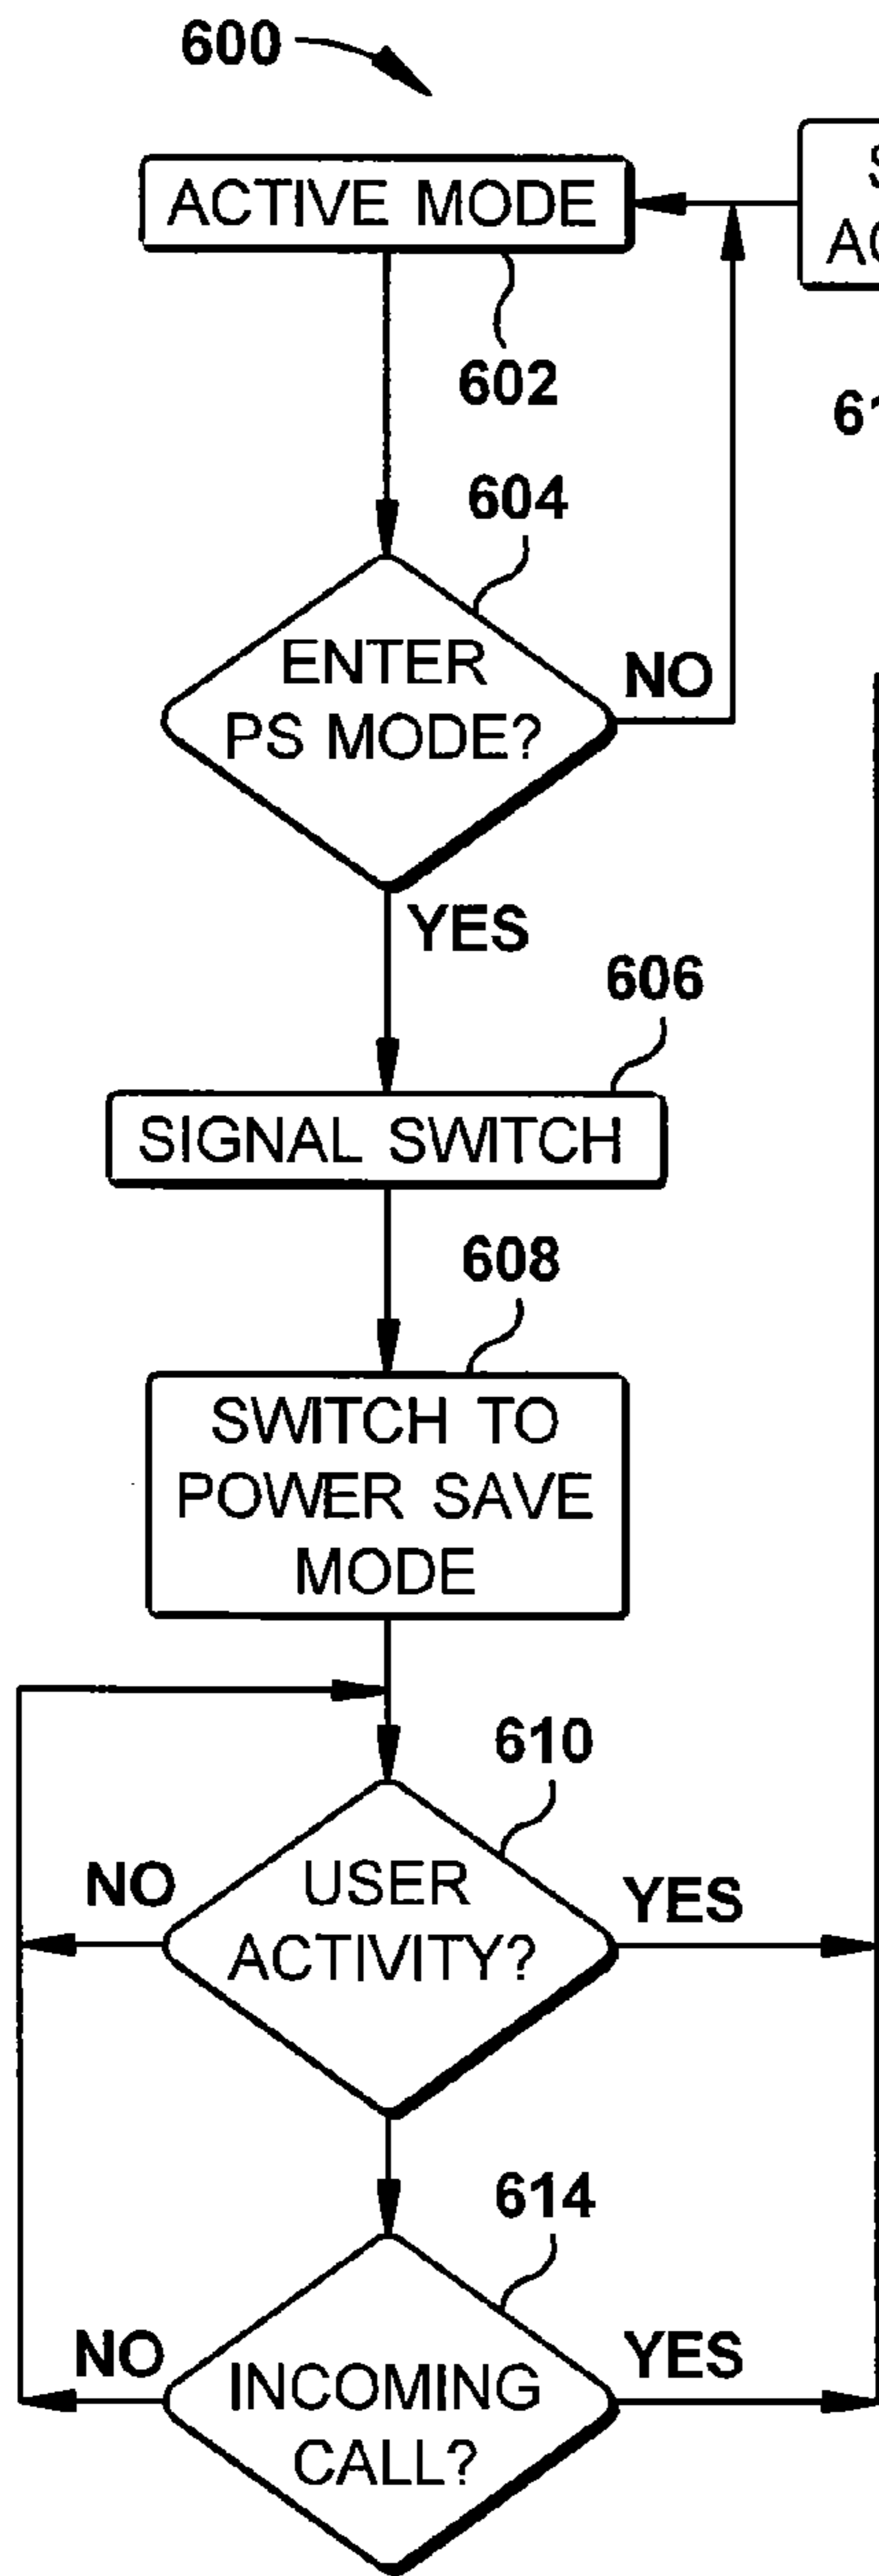 600
ACTIVE MODE
602
604
ENTER
PS MODE?
NO
YES
606
SIGNAL SWITCH
608
SWITCH TO
POWER SAVE
MODE
610
USER
ACTIVITY?
NO
YES
614
INCOMING
CALL?
NO
YES